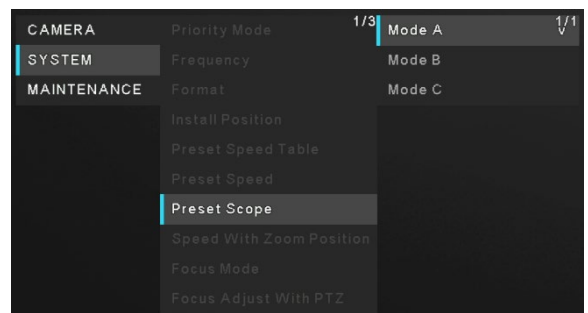 CAMERA
SYSTEM
MAINTENANCE
1/3
Priority Mode
Frequency
Format
Install Position
Preset Speed Table
Preset Speed
Preset Scope
Speed With Zoom Position
Focus Mode
Focus Adjust With PTZ
1/1
Mode A
Mode B
Mode C